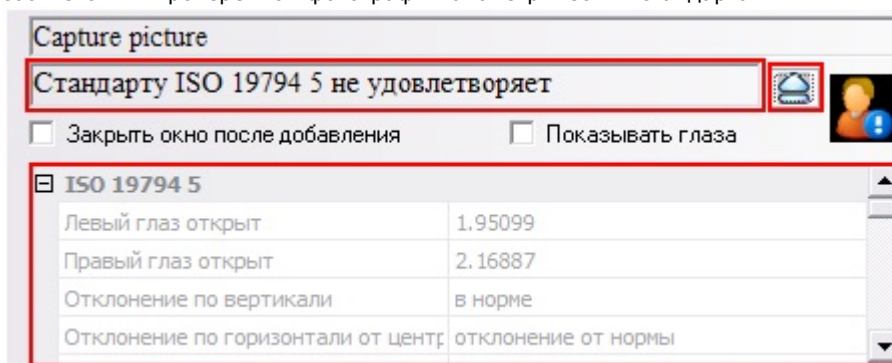 Capture picture
Стандарту ISO 19794 5 не удовлетворяет
Закрыть окно после добавления Показывать глаза
ISO 19794 5
Левый глаз открыт 1.95099
Правый глаз открыт 2.16887
Отклонение по вертикали в норме
Отклонение по горизонтали от центр отклонение от нормы